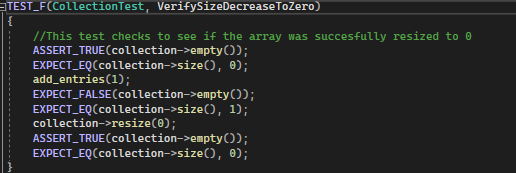 TEST_F(CollectionTest, VerifySizeDecreaseToZero)
{
//This test checks to see if the array was succesfully resized to 0
ASSERT_TRUE(collection->empty());
EXPECT_EQ(collection->size(), 0);
add_entries(1);
EXPECT_FALSE(collection->empty());
EXPECT_EQ(collection->size(), 1);
collection->resize(0);
ASSERT_TRUE(collection->empty());
EXPECT_EQ(collection->size(), 0);
}